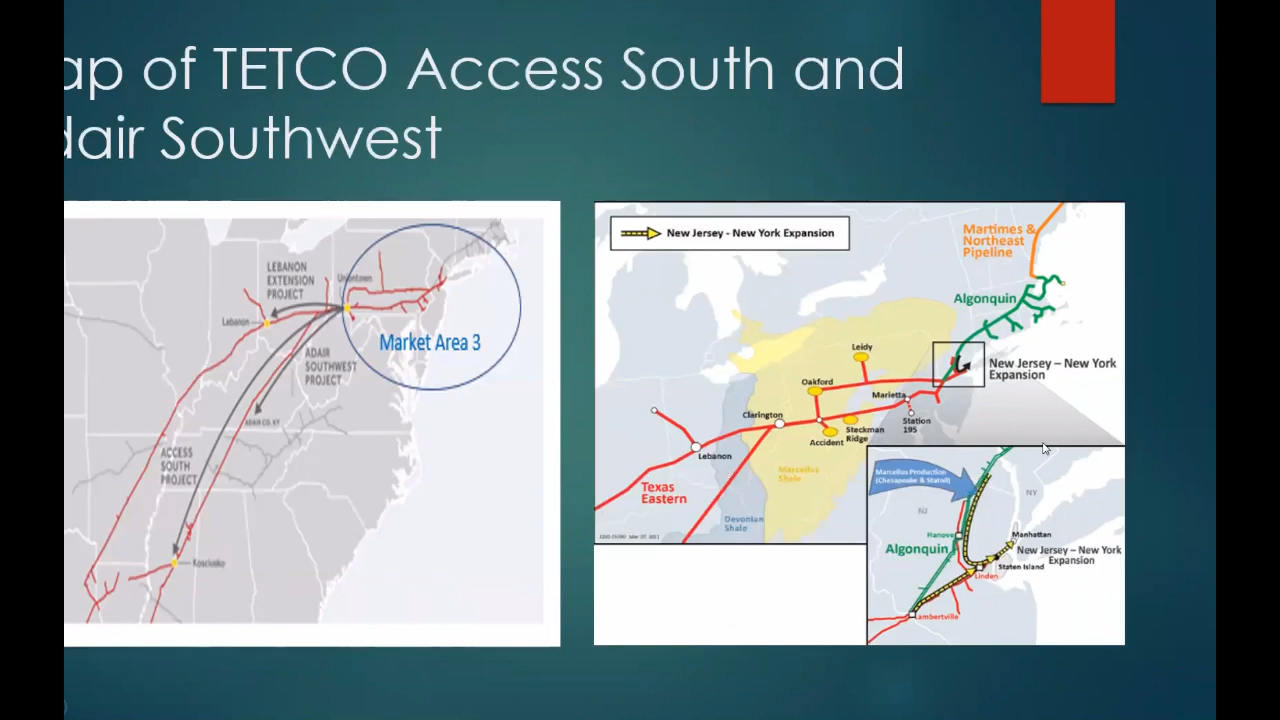 ap of TETCO Access South and
dair Southwest
LEBANON
EXTENSION
PROJECT
Uniontown
Lebanon
Market Area 3
ADAIR
SOUTHWEST
PROJECT
ADAIR CO. KY
ACCESS
SOUTH
PROJECT
Kosciusko
New Jersey - New York Expansion
Martimes &
Northeast
Pipeline
Algonquin
Leidy
New Jersey – New York
Expansion
Oakford
Marietta
Clarington
Station
195
Steckman
Ridge
Accident
Lebanon
Marcellus
Shale
Texas
Eastern
Devonian
Shale
Marcellus Production
(Chesapeake & Statoil)
NY
NJ
Hanover
Manhattan
Algonquin
New Jersey – New York
Expansion
Staten Island
Linden
Lambertville